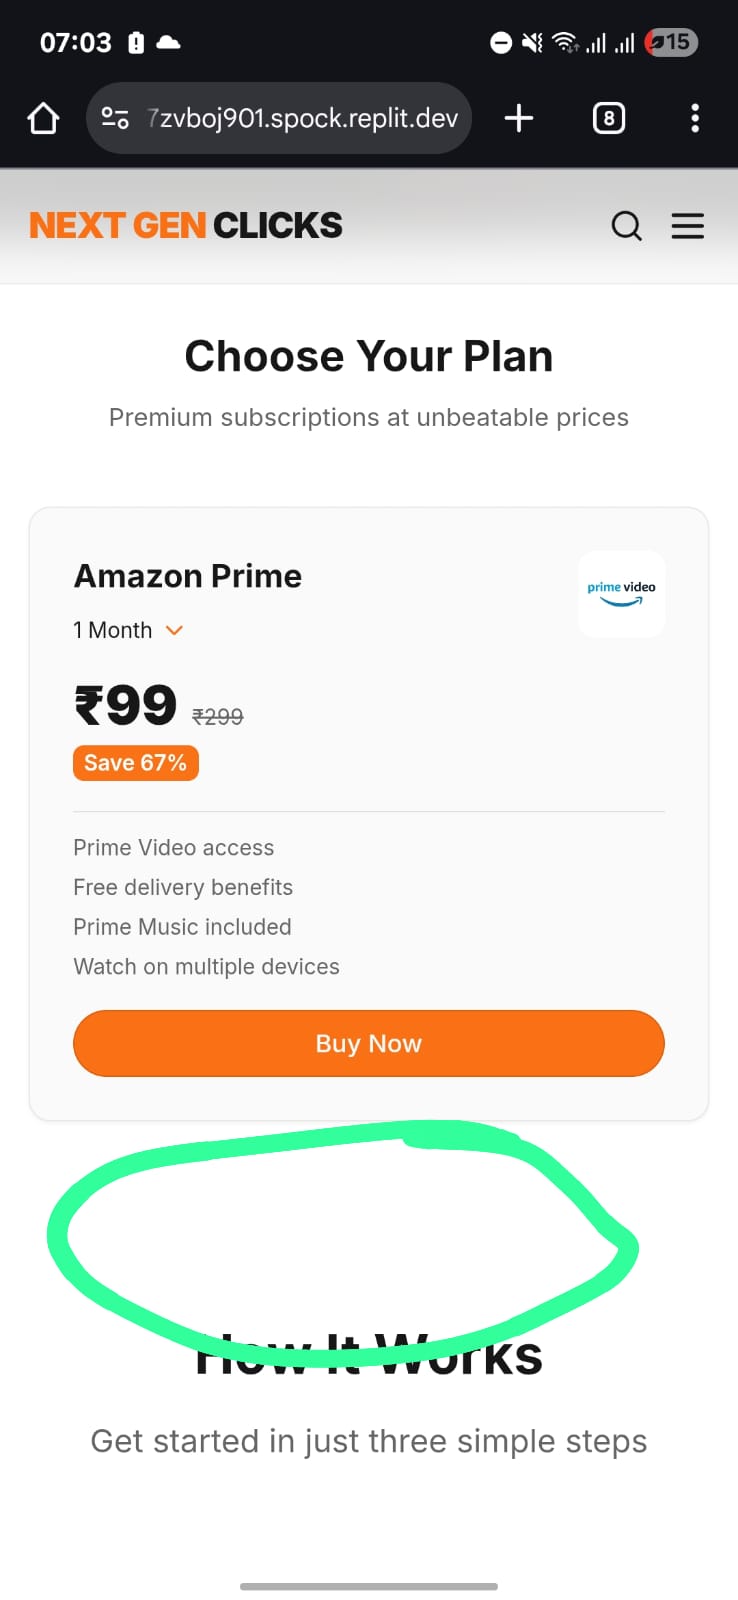 07:03
15
7zvboj901.spock.replit.dev
8
NEXT GEN CLICKS
Choose Your Plan
Premium subscriptions at unbeatable prices
Amazon Prime
prime video
1 Month
₹99 ₹299
Save 67%
Prime Video access
Free delivery benefits
Prime Music included
Watch on multiple devices
Buy Now
How It Works
Get started in just three simple steps